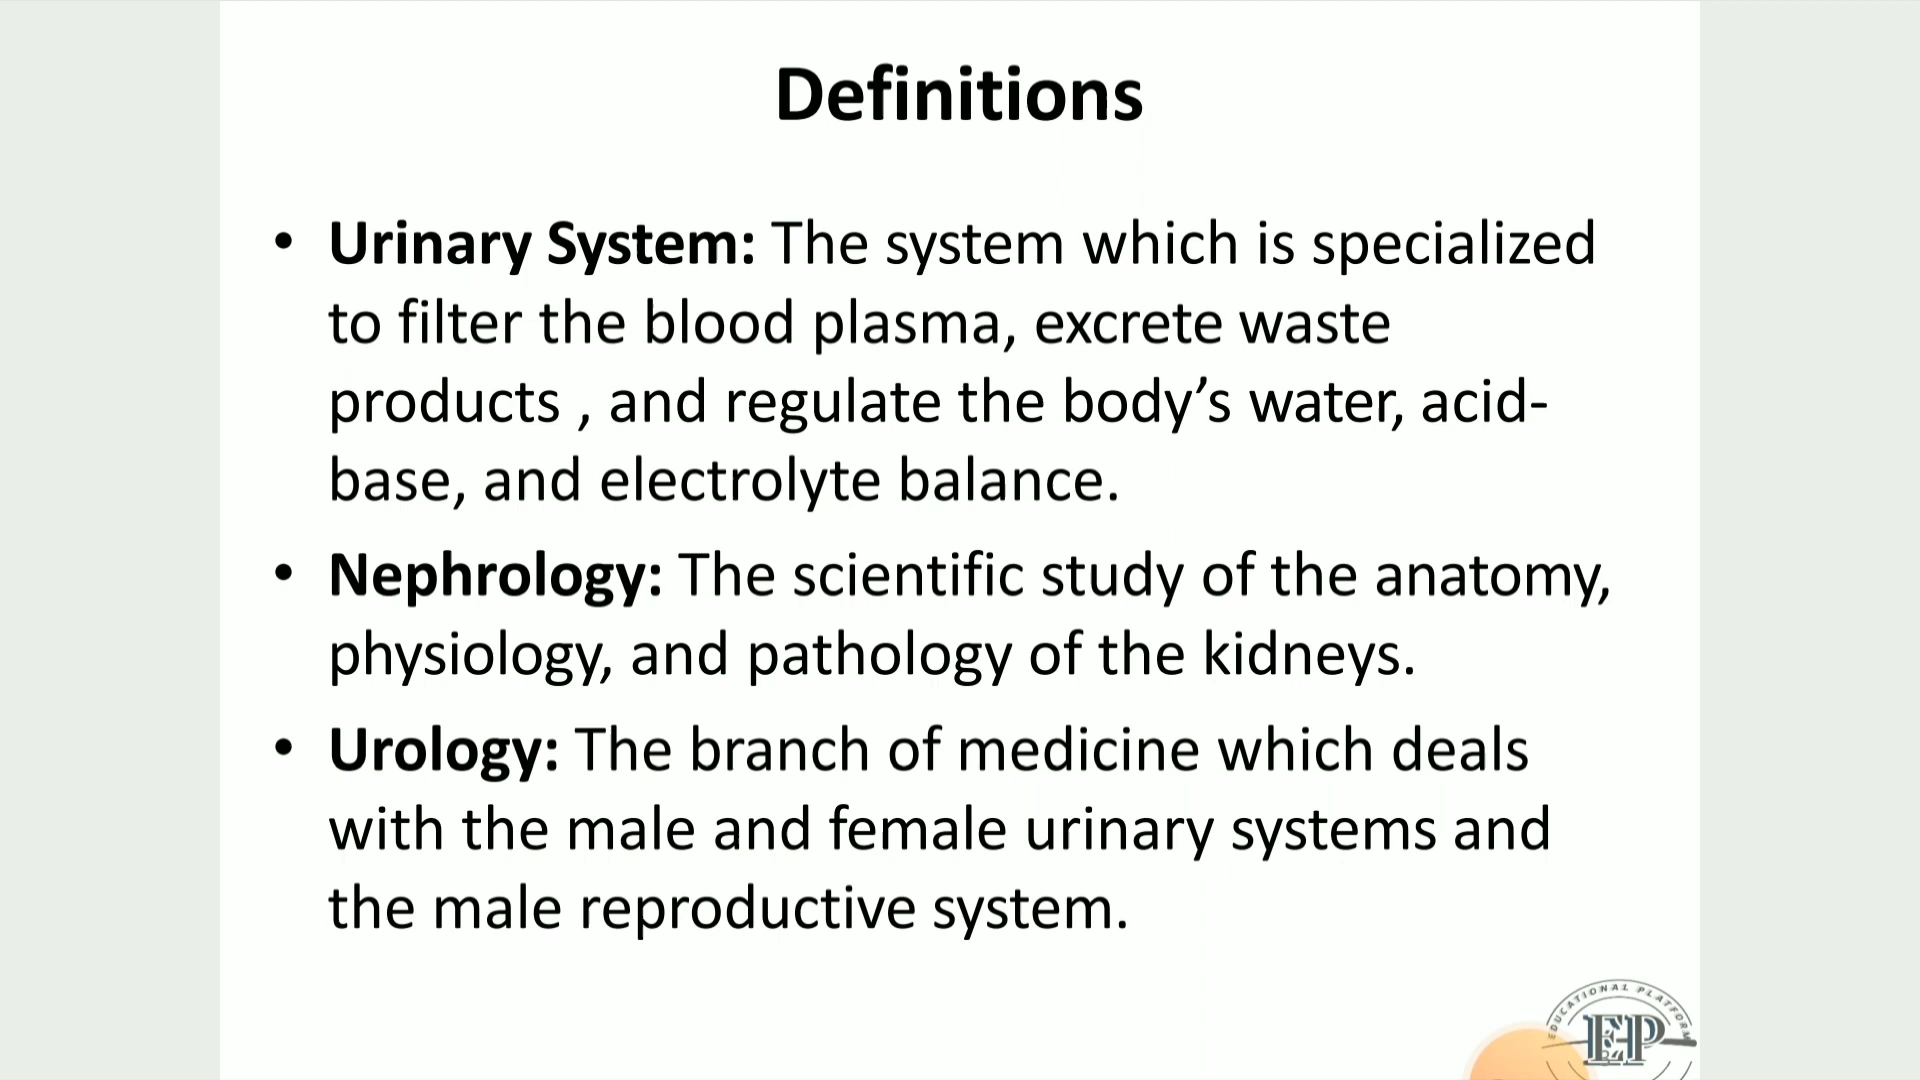 Definitions
• Urinary System: The system which is specialized
to filter the blood plasma, excrete waste
products , and regulate the body’s water, acid-
base, and electrolyte balance.
• Nephrology: The scientific study of the anatomy,
physiology, and pathology of the kidneys.
• Urology: The branch of medicine which deals
with the male and female urinary systems and
the male reproductive system.
EDUCATIONAL PLATFORM
EP